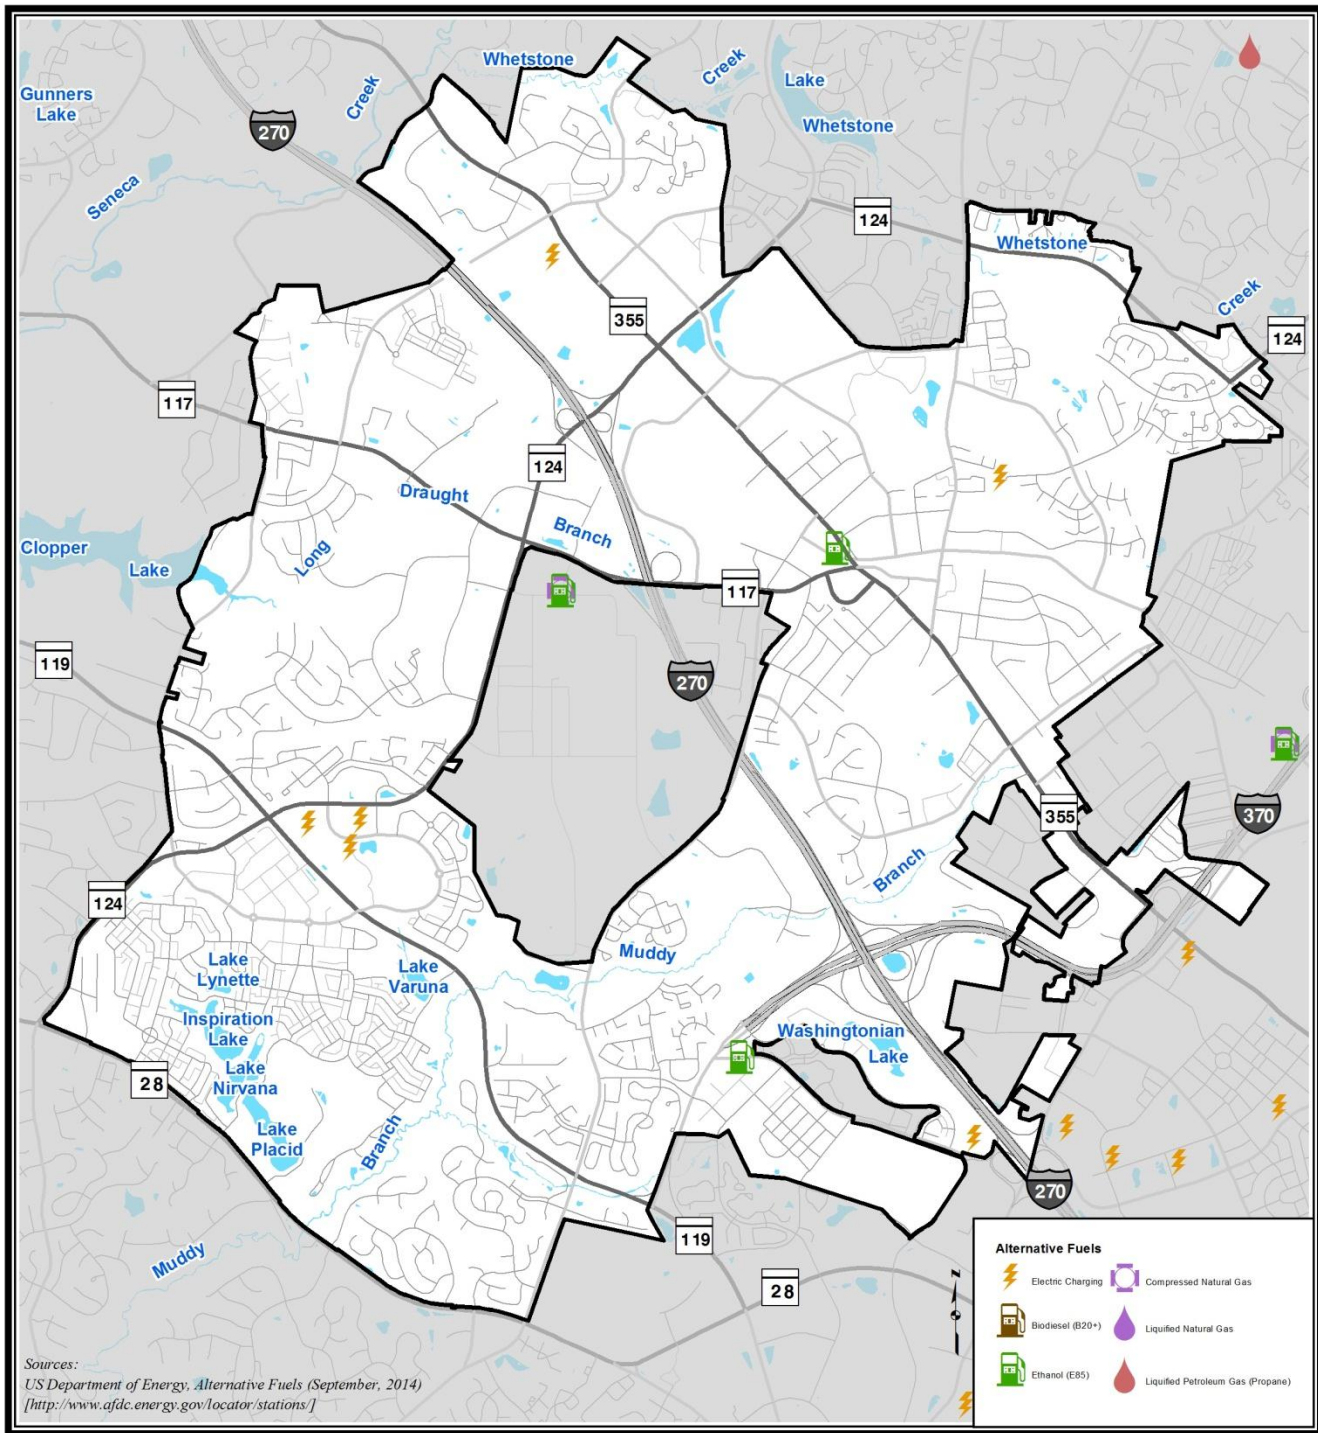 Whetstone
Creek
Lake
Whetstone
Gunners
Lake
Creek
270
Seneca
124
Whetstone
Creek
124
355
117
124
Draught
Branch
Clopper
Lake
Long
117
119
270
355
370
124
Branch
Muddy
Lake
Lynette
Lake
Varuna
Inspiration
Lake
Washingtonian
Lake
28
Lake
Nirvana
Lake
Placid
Branch
270
119
Muddy
28
N
Alternative Fuels
Electric Charging
Compressed Natural Gas
Biodiesel (B20+)
Liquified Natural Gas
Ethanol (E85)
Liquified Petroleum Gas (Propane)
Sources:
US Department of Energy, Alternative Fuels (September, 2014)
[http://www.afdc.energy.gov/locator/stations/]